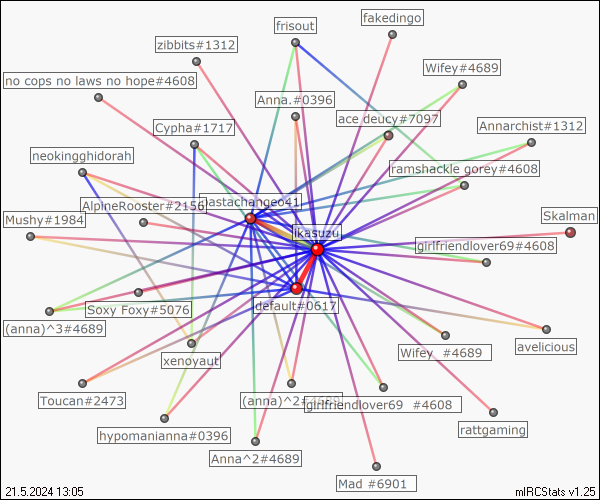 frisout
fakedingo
zibbits#1312
Wifey#4689
no cops no laws no hope#4608
Anna.#0396
ace deucy#7097
Cypha#1717
Annarchist#1312
neokingghidorah
ramshackle gorey#4608
AlpineRooster#2156
hastachangeo41
Mushy#1984
Skalman
ikasuzu
girlfriendlover69#4608
Soxy Foxy#5076
default#0617
(anna)^3#4689
xenoyaut
Wifey_#4689
avelicious
Toucan#2473
(anna)^2#4689
girlfriendlover69_#4608
hypomanianna#0396
rattgaming
Anna^2#4689
Mad #6901
21.5.2024 13:05
mIRCStats v1.25